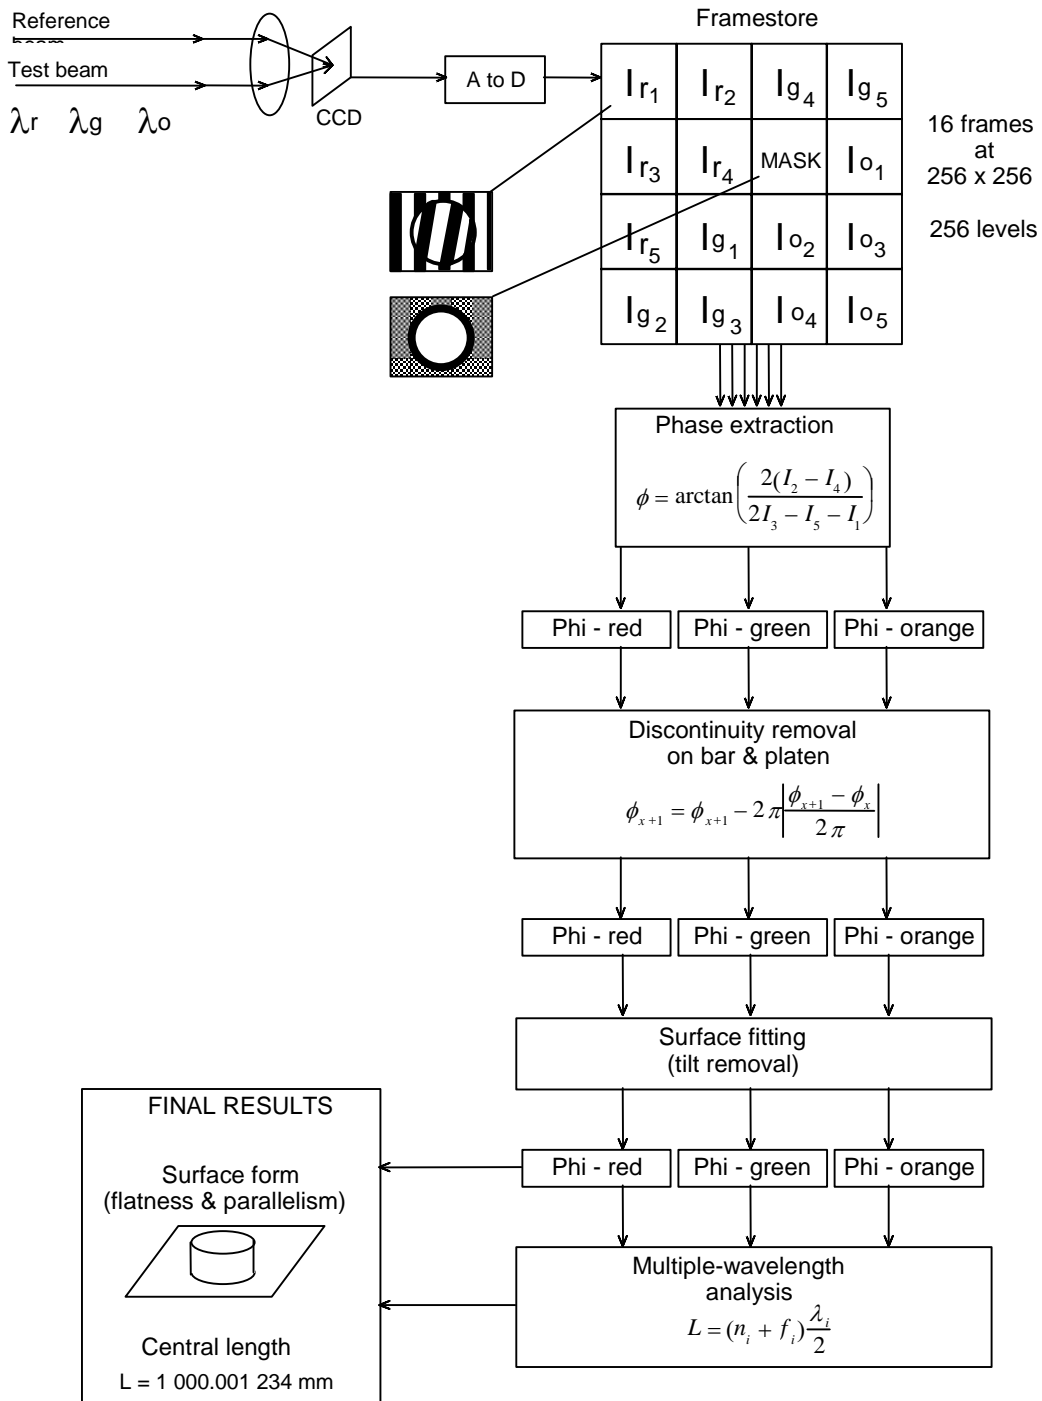 Reference
beam
Test beam
λr λg λo
CCD
A to D
Framestore
Ir1 Ir2 Ig4 Ig5
Ir3 Ir4 MASK Io1
Ir5 Ig1 Io2 Io3
Ig2 Ig3 Io4 Io5
16 frames
at
256 x 256
256 levels
Phase extraction
ϕ = arctan(2(I₂ − I₄) / (2I₃ − I₅ − I₁))
Phi - red Phi - green Phi - orange
Discontinuity removal
on bar & platen
ϕx+1 = ϕx+1 − 2π|(ϕx+1 − ϕx) / 2π|
Phi - red Phi - green Phi - orange
Surface fitting
(tilt removal)
Phi - red Phi - green Phi - orange
Multiple-wavelength
analysis
L = (nᵢ + fᵢ) λᵢ / 2
FINAL RESULTS
Surface form
(flatness & parallelism)
Central length
L = 1 000.001 234 mm